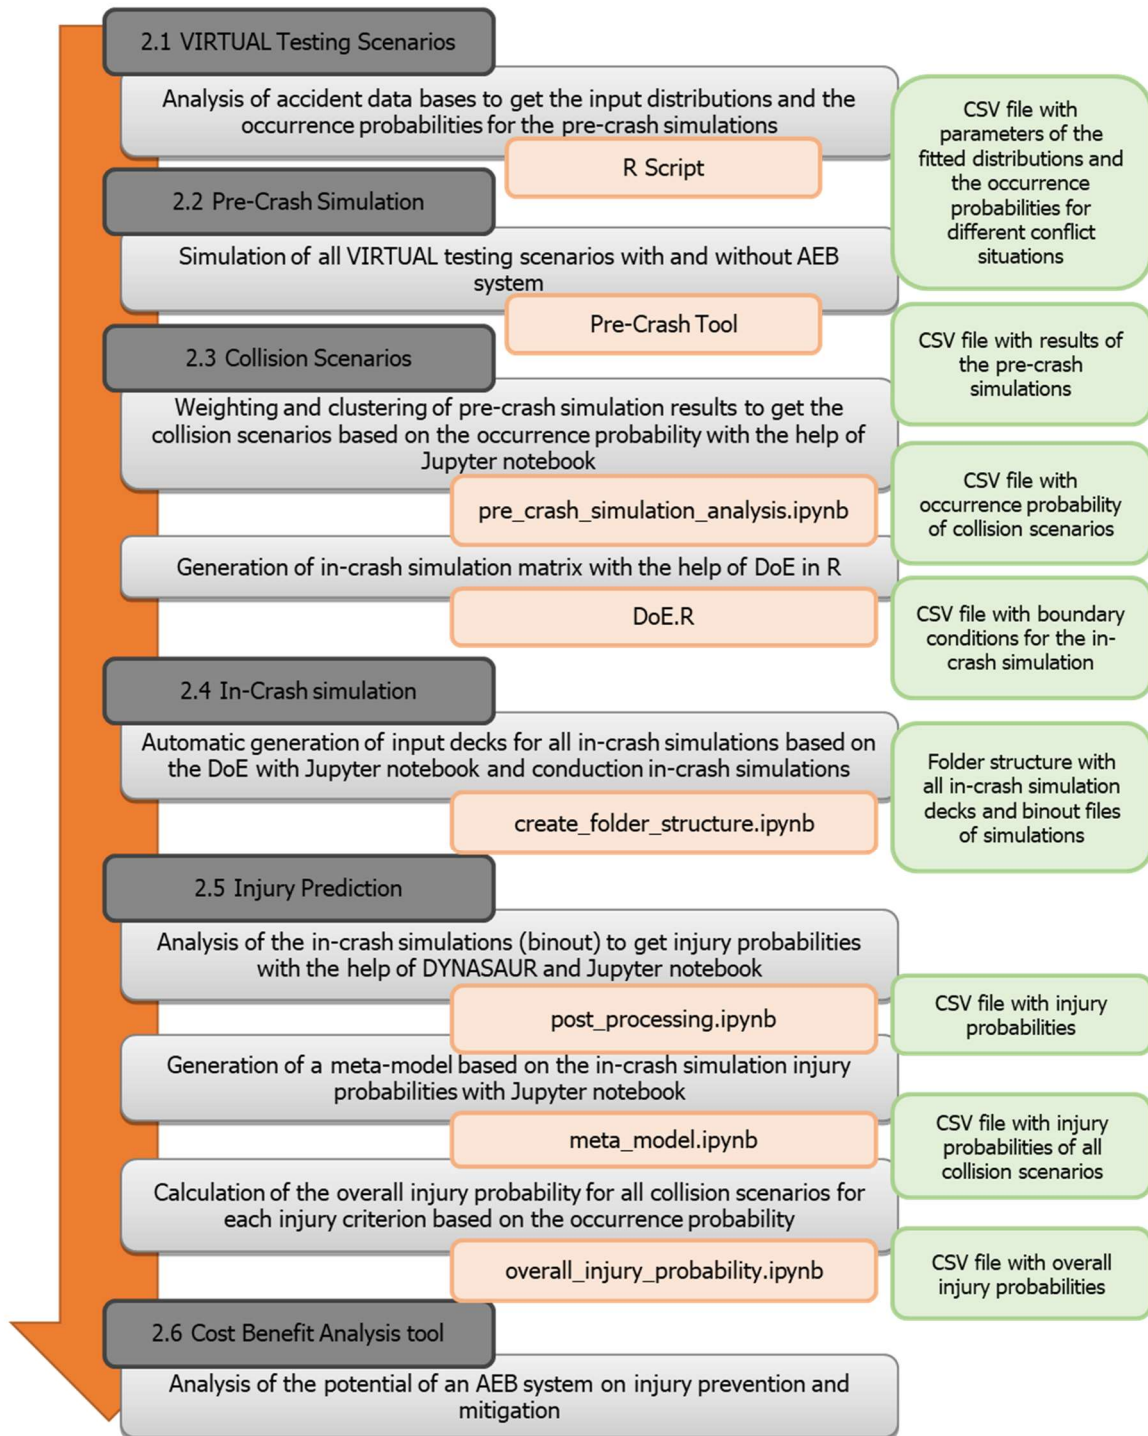 2.1 VIRTUAL Testing Scenarios
Analysis of accident data bases to get the input distributions and the
occurrence probabilities for the pre-crash simulations
R Script
CSV file with
parameters of the
fitted distributions and
the occurrence
probabilities for
different conflict
situations
2.2 Pre-Crash Simulation
Simulation of all VIRTUAL testing scenarios with and without AEB
system
Pre-Crash Tool
CSV file with results of
the pre-crash
simulations
2.3 Collision Scenarios
Weighting and clustering of pre-crash simulation results to get the
collision scenarios based on the occurrence probability with the help of
Jupyter notebook
pre_crash_simulation_analysis.ipynb
CSV file with
occurrence probability
of collision scenarios
Generation of in-crash simulation matrix with the help of DoE in R
DoE.R
CSV file with boundary
conditions for the in-
crash simulation
2.4 In-Crash simulation
Automatic generation of input decks for all in-crash simulations based on
the DoE with Jupyter notebook and conduction in-crash simulations
create_folder_structure.ipynb
Folder structure with
all in-crash simulation
decks and binout files
of simulations
2.5 Injury Prediction
Analysis of the in-crash simulations (binout) to get injury probabilities
with the help of DYNASAUR and Jupyter notebook
post_processing.ipynb
CSV file with injury
probabilities
Generation of a meta-model based on the in-crash simulation injury
probabilities with Jupyter notebook
meta_model.ipynb
CSV file with injury
probabilities of all
collision scenarios
Calculation of the overall injury probability for all collision scenarios for
each injury criterion based on the occurrence probability
overall_injury_probability.ipynb
CSV file with overall
injury probabilities
2.6 Cost Benefit Analysis tool
Analysis of the potential of an AEB system on injury prevention and
mitigation